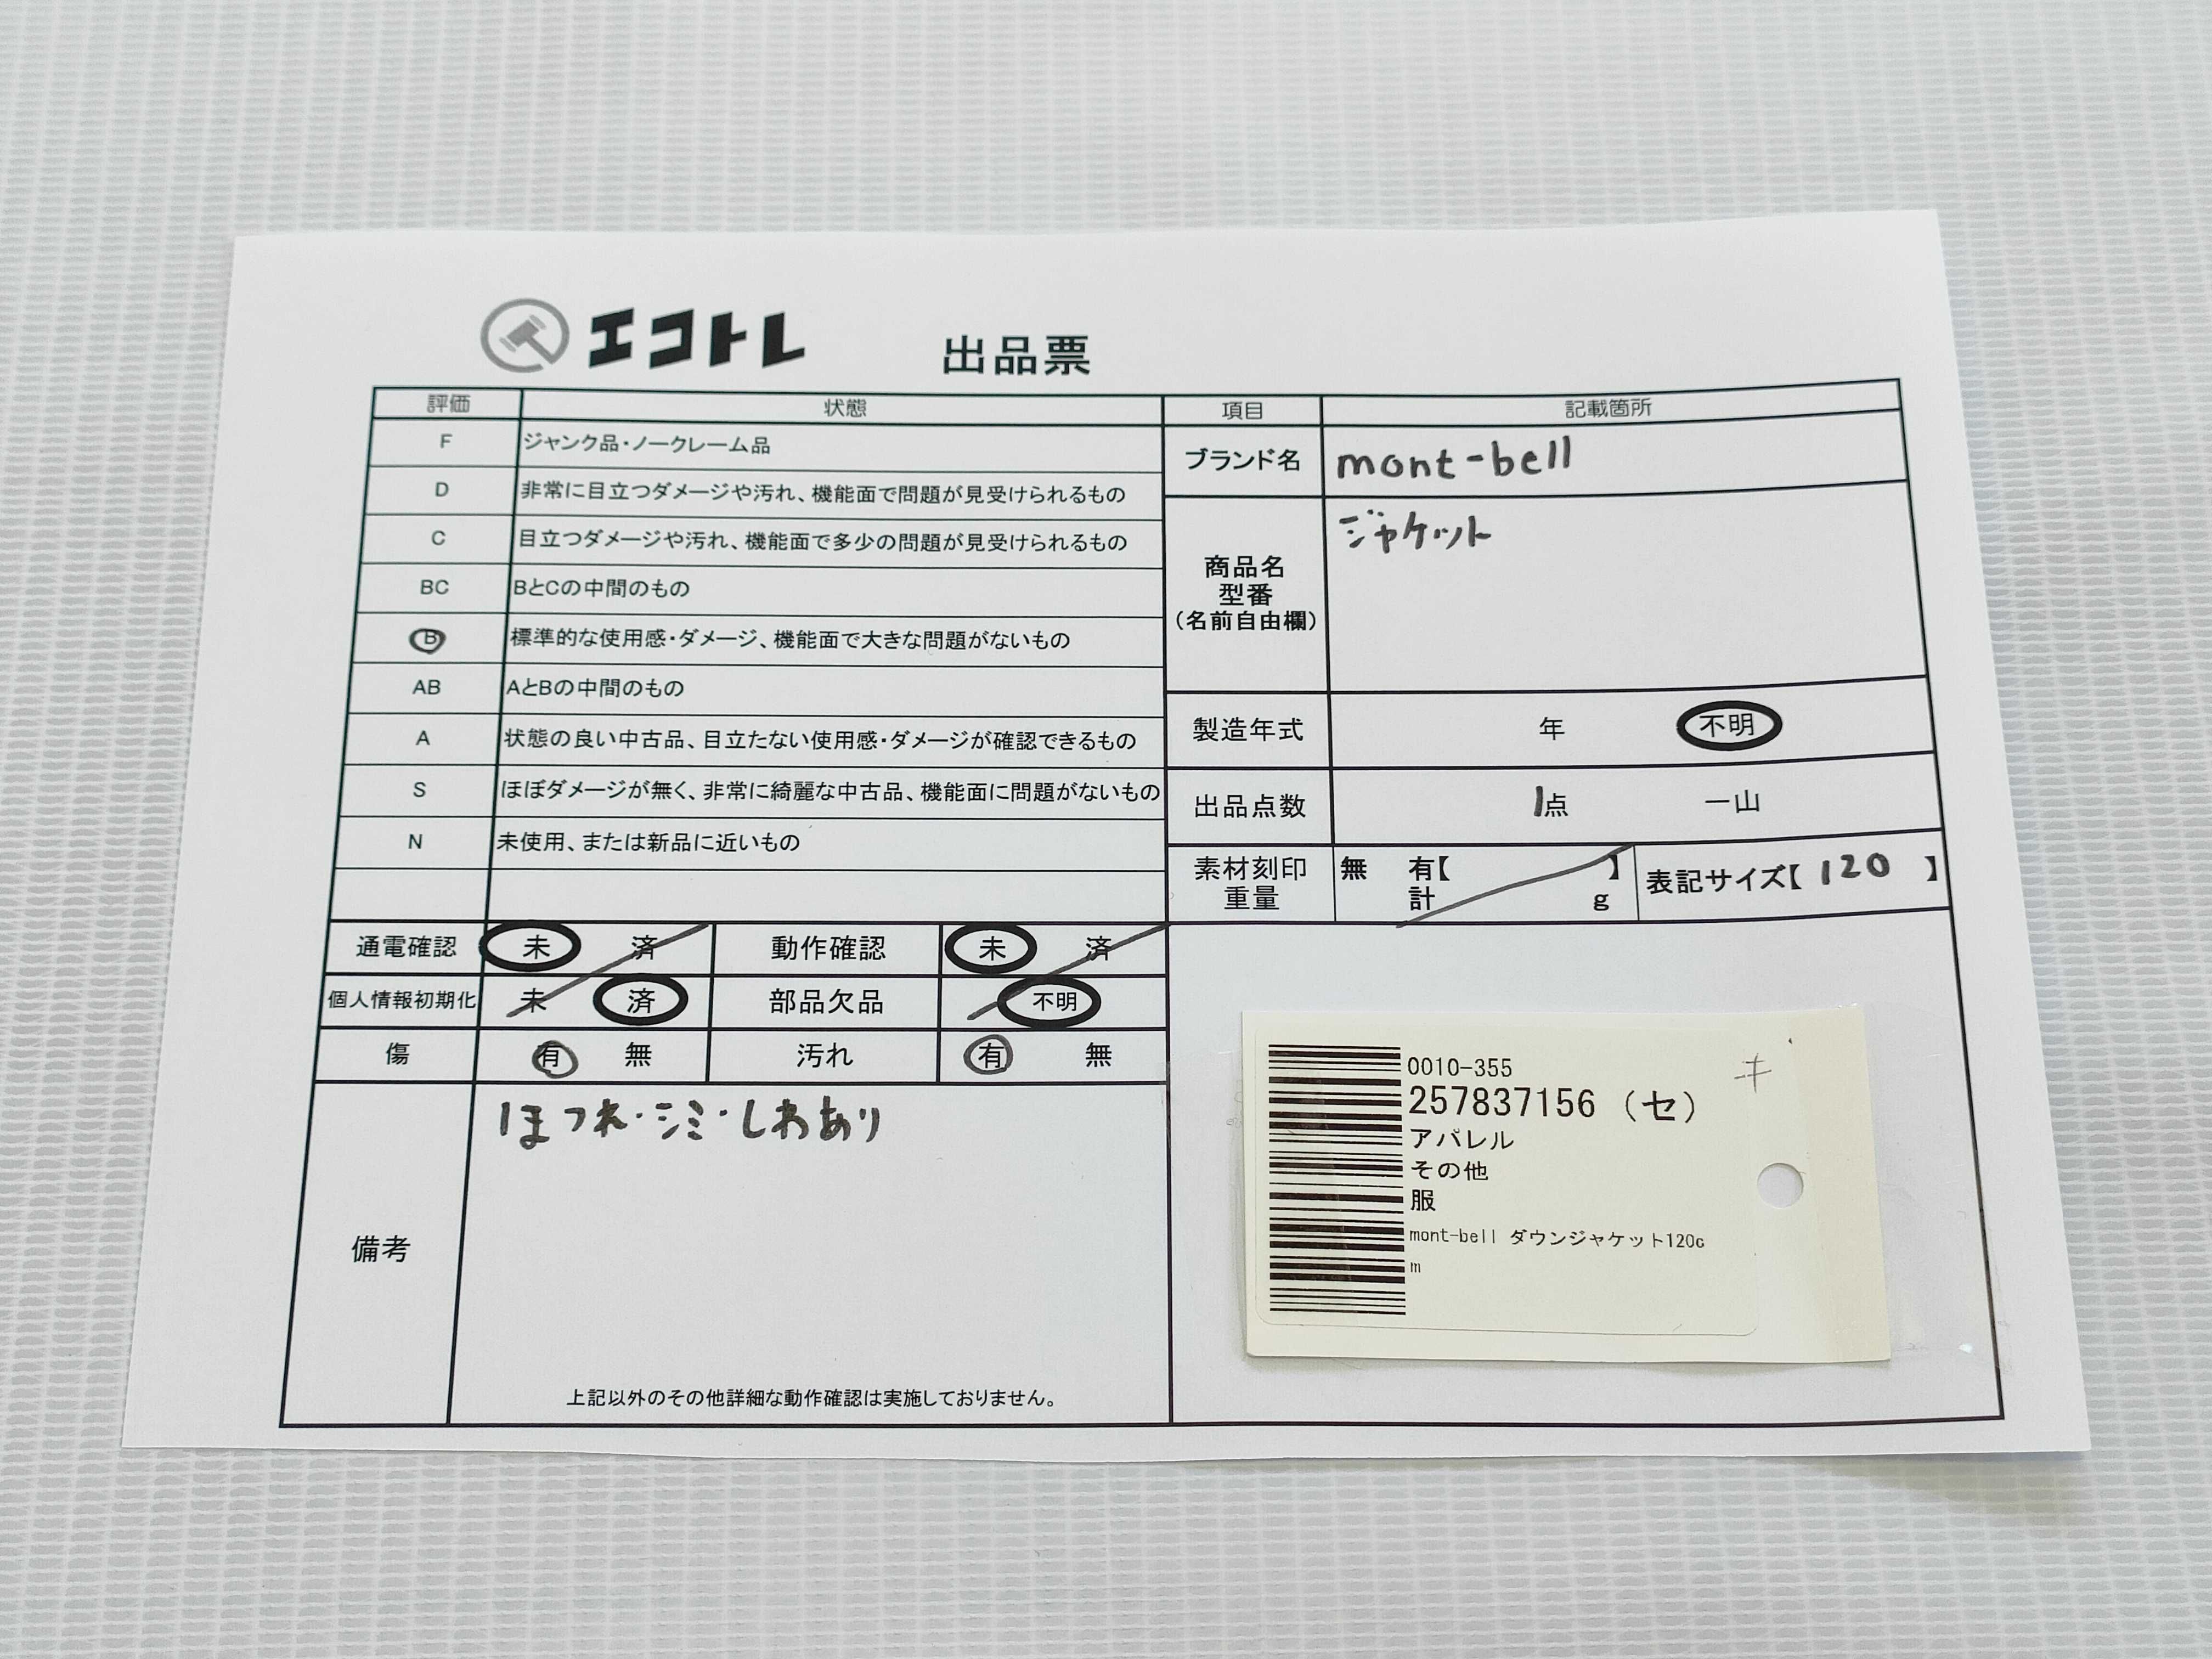 エコトレ 出品票
評価 状態
F ジャンク品・ノークレーム品
D 非常に目立つダメージや汚れ、機能面で問題が見受けられるもの
C 目立つダメージや汚れ、機能面で多少の問題が見受けられるもの
BC BとCの中間のもの
B 標準的な使用感・ダメージ、機能面で大きな問題がないもの
AB AとBの中間のもの
A 状態の良い中古品、目立たない使用感・ダメージが確認できるもの
S ほぼダメージが無く、非常に綺麗な中古品、機能面に問題がないもの
N 未使用、または新品に近いもの
項目 記載箇所
ブランド名 mont-bell
商品名
型番
(名前自由欄)
ジャケット
製造年式 年 不明
出品点数 1点 一山
素材刻印 無 有【 】
重量 計 g
表記サイズ【 120 】
通電確認 未 済 動作確認 未 済
個人情報初期化 未 済 部品欠品 不明
傷 有 無 汚れ 有 無
備考
ほつれ・シミ・しわあり
上記以外のその他詳細な動作確認は実施しておりません。
0010-355
257837156 (セ)
アパレル
その他
服
mont-bell ダウンジャケット120c
m